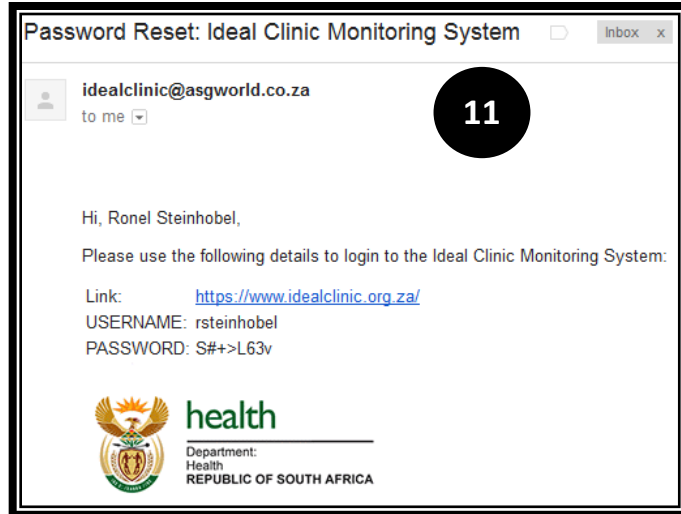 Password Reset: Ideal Clinic Monitoring System Inbox x
idealclinic@asgworld.co.za
to me
11
Hi, Ronel Steinhobel,
Please use the following details to login to the Ideal Clinic Monitoring System:
Link: https://www.idealclinic.org.za/
USERNAME: rsteinhobel
PASSWORD: S#+>L63v
health
Department:
Health
REPUBLIC OF SOUTH AFRICA